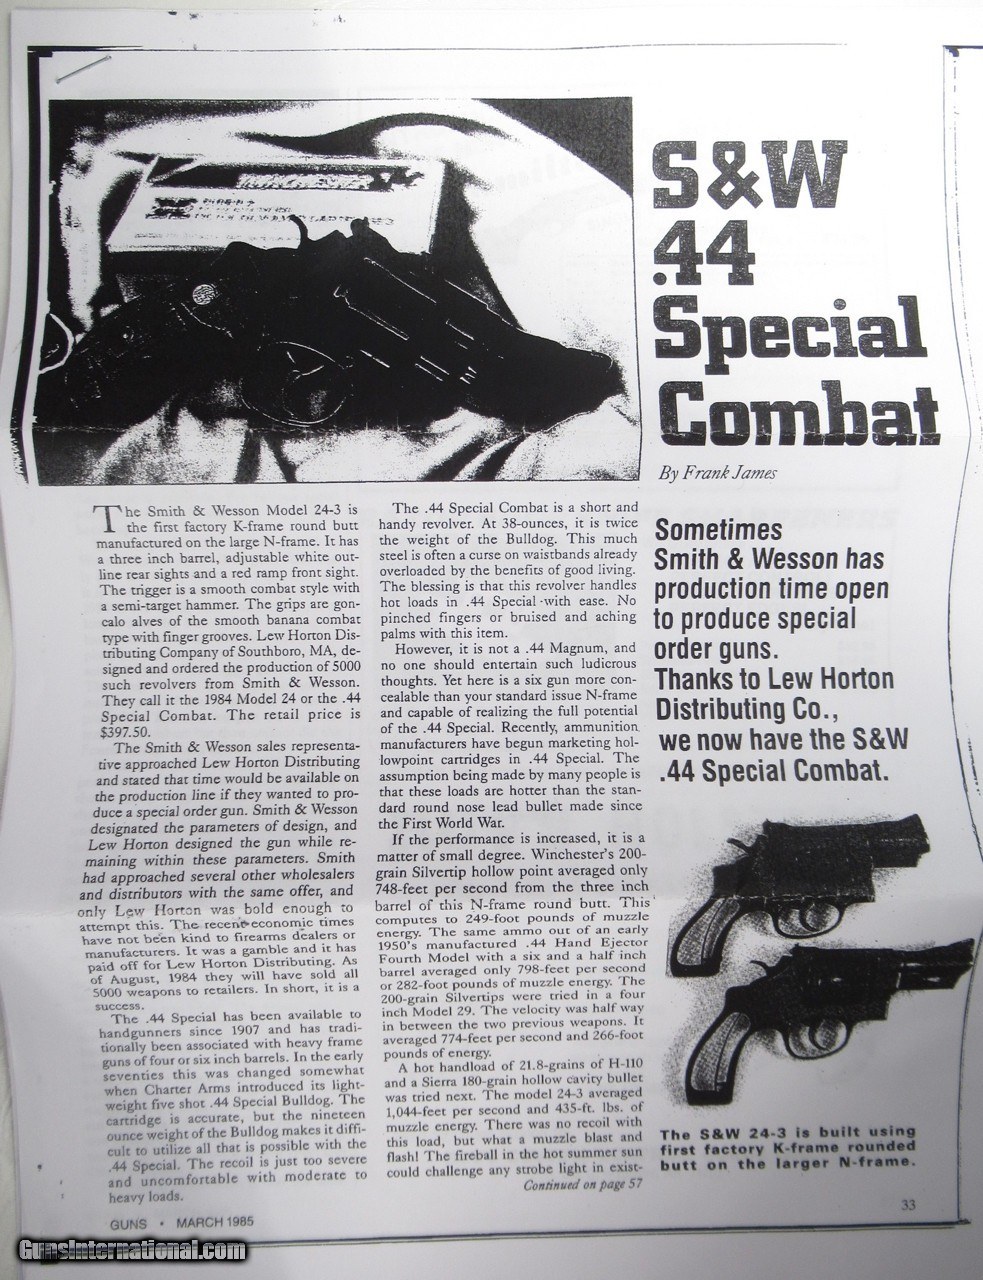 WINCHESTER
S&W
.44
Special
Combat
By Frank James
Sometimes
Smith & Wesson has
production time open
to produce special
order guns.
Thanks to Lew Horton
Distributing Co.,
we now have the S&W
.44 Special Combat.
The Smith & Wesson Model 24-3 is
the first factory K-frame round butt
manufactured on the large N-frame. It has
a three inch barrel, adjustable white out-
line rear sights and a red ramp front sight.
The trigger is a smooth combat style with
a semi-target hammer. The grips are gon-
calo alves of the smooth banana combat
type with finger grooves. Lew Horton Dis-
tributing Company of Southboro, MA, de-
signed and ordered the production of 5000
such revolvers from Smith & Wesson.
They call it the 1984 Model 24 or the .44
Special Combat. The retail price is
$397.50.
The Smith & Wesson sales representa-
tive approached Lew Horton Distributing
and stated that time would be available on
the production line if they wanted to pro-
duce a special order gun. Smith & Wesson
designated the parameters of design, and
Lew Horton designed the gun while re-
maining within these parameters. Smith
had approached several other wholesalers
and distributors with the same offer, and
only Lew Horton was bold enough to
attempt this. The recent economic times
have not been kind to firearms dealers or
manufacturers. It was a gamble and it has
paid off for Lew Horton Distributing. As
of August, 1984 they will have sold all
5000 weapons to retailers. In short, it is a
success.
The .44 Special has been available to
handgunners since 1907 and has tradi-
tionally been associated with heavy frame
guns of four or six inch barrels. In the early
seventies this was changed somewhat
when Charter Arms introduced its light-
weight five shot .44 Special Bulldog. The
cartridge is accurate, but the nineteen
ounce weight of the Bulldog makes it diffi-
cult to utilize all that is possible with the
.44 Special. The recoil is just too severe
and uncomfortable with moderate to
heavy loads.
The .44 Special Combat is a short and
handy revolver. At 38-ounces, it is twice
the weight of the Bulldog. This much
steel is often a curse on waistbands already
overloaded by the benefits of good living.
The blessing is that this revolver handles
hot loads in .44 Special with ease. No
pinched fingers or bruised and aching
palms with this item.
However, it is not a .44 Magnum, and
no one should entertain such ludicrous
thoughts. Yet here is a six gun more con-
cealable than your standard issue N-frame
and capable of realizing the full potential
of the .44 Special. Recently, ammunition
manufacturers have begun marketing hol-
lowpoint cartridges in .44 Special. The
assumption being made by many people is
that these loads are hotter than the stan-
dard round nose lead bullet made since
the First World War.
If the performance is increased, it is a
matter of small degree. Winchester's 200-
grain Silvertip hollow point averaged only
748-feet per second from the three inch
barrel of this N-frame round butt. This
computes to 249-foot pounds of muzzle
energy. The same ammo out of an early
1950's manufactured .44 Hand Ejector
Fourth Model with a six and a half inch
barrel averaged only 798-feet per second
or 282-foot pounds of muzzle energy. The
200-grain Silvertips were tried in a four
inch Model 29. The velocity was half way
in between the two previous weapons. It
averaged 774-feet per second and 266-foot
pounds of energy.
A hot handload of 21.8-grains of H-110
and a Sierra 180-grain hollow cavity bullet
was tried next. The model 24-3 averaged
1,044-feet per second and 435-ft. lbs. of
muzzle energy. There was no recoil with
this load, but what a muzzle blast and
flash! The fireball in the hot summer sun
could challenge any strobe light in exist-
Continued on page 57
The S&W 24-3 is built using
first factory K-frame rounded
butt on the larger N-frame.
GUNS • MARCH 1985
33
GunsInternational.com